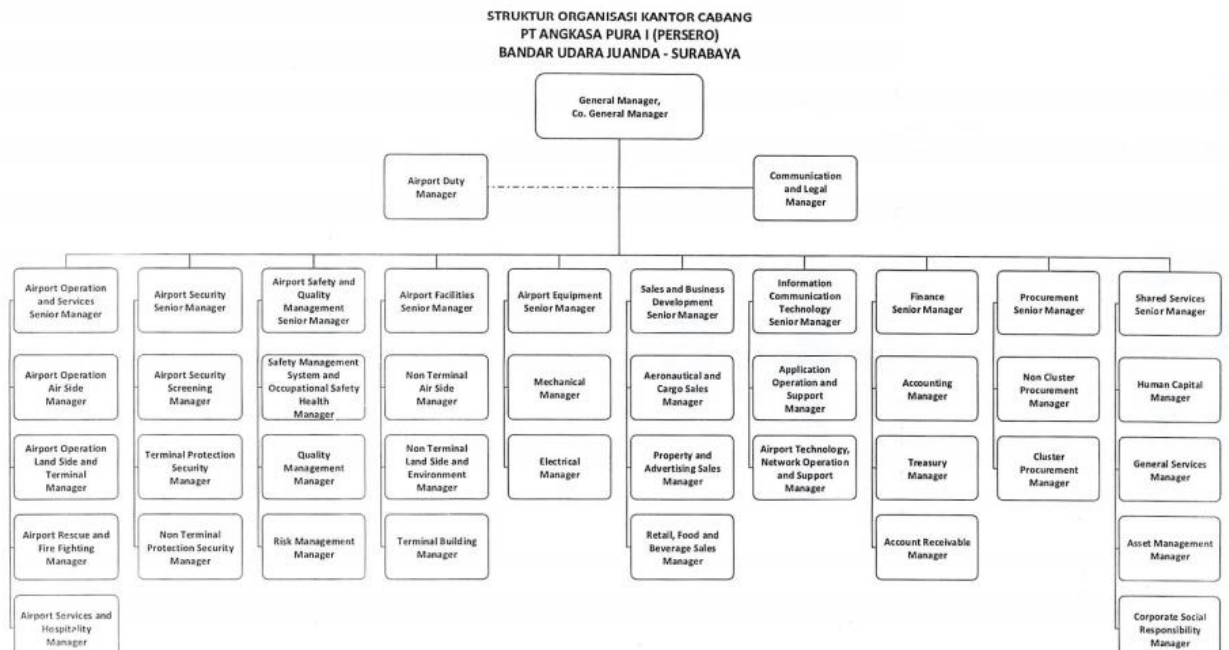 STRUKTUR ORGANISASI KANTOR CABANG
PT ANGKASA PURA I (PERSERO)
BANDAR UDARA JUANDA - SURABAYA
General Manager,
Co. General Manager
Airport Duty
Manager
Communication
and Legal
Manager
Airport Operation
and Services
Senior Manager
Airport Security
Senior Manager
Airport Safety and
Quality
Management
Senior Manager
Airport Facilities
Senior Manager
Airport Equipment
Senior Manager
Sales and Business
Development
Senior Manager
Information
Communication
Technology
Senior Manager
Finance
Senior Manager
Procurement
Senior Manager
Shared Services
Senior Manager
Airport Operation
Air Side
Manager
Airport Security
Screening
Manager
Safety Management
System and
Occupational Safety
Health
Manager
Non Terminal
Air Side
Manager
Mechanical
Manager
Aeronautical and
Cargo Sales
Manager
Application
Operation and
Support
Manager
Accounting
Manager
Non Cluster
Procurement
Manager
Human Capital
Manager
Airport Operation
Land Side and
Terminal
Manager
Terminal Protection
Security
Manager
Quality
Management
Manager
Non Terminal
Land Side and
Environment
Manager
Electrical
Manager
Property and
Advertising Sales
Manager
Airport Technology,
Network Operation
and Support
Manager
Treasury
Manager
Cluster
Procurement
Manager
General Services
Manager
Airport Rescue and
Fire Fighting
Manager
Non Terminal
Protection Security
Manager
Risk Management
Manager
Terminal Building
Manager
Retail, Food and
Beverage Sales
Manager
Account Receivable
Manager
Asset Management
Manager
Airport Services and
Hospitality
Manager
Corporate Social
Responsibility
Manager